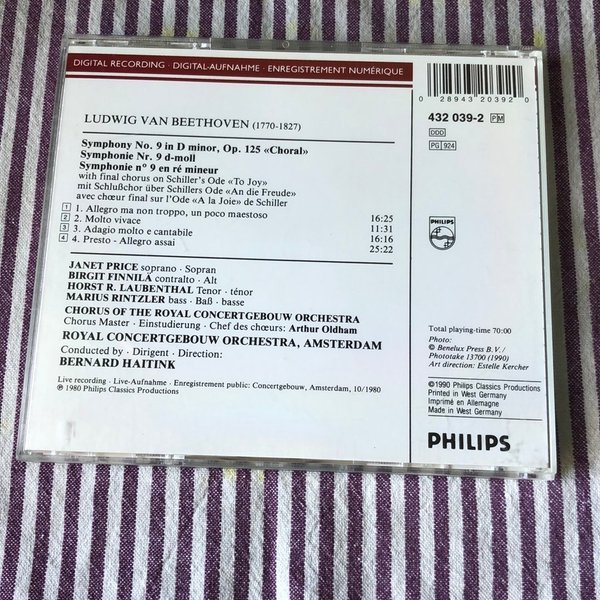 DIGITAL RECORDING · DIGITAL-AUFNAHME · ENREGISTREMENT NUMÉRIQUE
LUDWIG VAN BEETHOVEN (1770-1827)
Symphony No. 9 in D minor, Op. 125 «Choral»
Symphonie Nr. 9 d-moll
Symphonie n° 9 en ré mineur
with final chorus on Schiller's Ode «To Joy»
mit Schlußchor über Schillers Ode «An die Freude»
avec chœur final sur l'Ode «A la Joie» de Schiller
1 1. Allegro ma non troppo, un poco maestoso 16:25
2 2. Molto vivace 11:31
3 3. Adagio molto e cantabile 16:16
4 4. Presto - Allegro assai 25:22
JANET PRICE soprano · Sopran
BIRGIT FINNILÄ contralto · Alt
HORST R. LAUBENTHAL Tenor · ténor
MARIUS RINTZLER bass · Baß · basse
CHORUS OF THE ROYAL CONCERTGEBOUW ORCHESTRA
Chorus Master · Einstudierung · Chef des chœurs: Arthur Oldham
ROYAL CONCERTGEBOUW ORCHESTRA, AMSTERDAM
Conducted by · Dirigent · Direction:
BERNARD HAITINK
Live recording · Live-Aufnahme · Enregistrement public: Concertgebouw, Amsterdam, 10/1980
℗ 1980 Philips Classics Productions
0 28943 20392 0
432 039-2 PM
DDD
PG 924
PHILIPS
Total playing-time 70:00
Photo:
© Benelux Press B.V./
Phototake 13700 (1990)
Art direction: Estelle Kercher
©1990 Philips Classics Productions
Printed in West Germany
Imprimé en Allemagne
Made in West Germany
PHILIPS